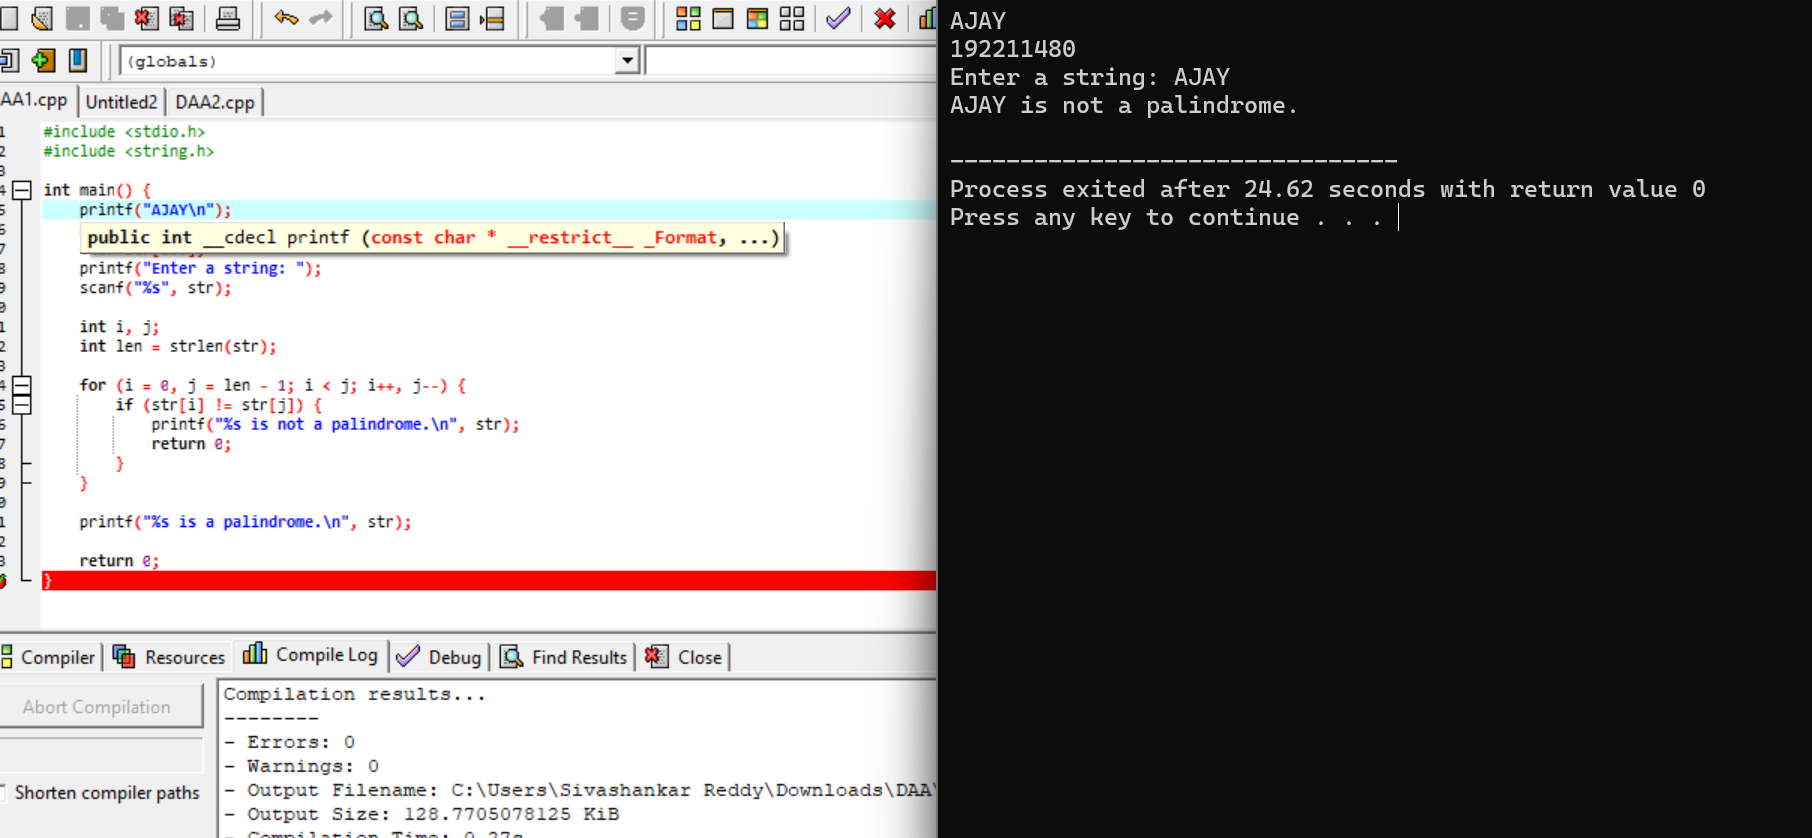 (globals)
AA1.cpp Untitled2 DAA2.cpp
1 #include <stdio.h>
2 #include <string.h>
3
4 int main() {
5 printf("AJAY\n");
6 public int __cdecl printf (const char * __restrict__ _Format, ...)
7
8 printf("Enter a string: ");
9 scanf("%s", str);
0
1 int i, j;
2 int len = strlen(str);
3
4 for (i = 0, j = len - 1; i < j; i++, j--) {
5 if (str[i] != str[j]) {
6 printf("%s is not a palindrome.\n", str);
7 return 0;
8 }
9 }
0
1 printf("%s is a palindrome.\n", str);
2
3 return 0;
}
Compiler Resources Compile Log Debug Find Results Close
Abort Compilation
Shorten compiler paths
Compilation results...
--------
- Errors: 0
- Warnings: 0
- Output Filename: C:\Users\Sivashankar Reddy\Downloads\DAA\
- Output Size: 128.7705078125 KiB
- Compilation Time: 0.27s
AJAY
192211480
Enter a string: AJAY
AJAY is not a palindrome.
--------------------------------
Process exited after 24.62 seconds with return value 0
Press any key to continue . . .